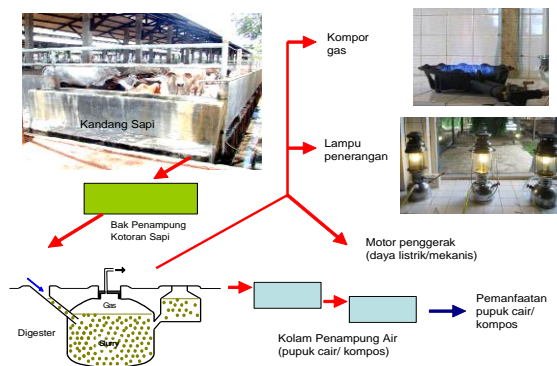 Kompor
gas
Kandang Sapi
Lampu
penerangan
Bak Penampung
Kotoran Sapi
Motor penggerak
(daya listrik/mekanis)
Gas
Digester
Slurry
Kolam Penampung Air
(pupuk cair/ kompos)
Pemanfaatan
pupuk cair/
kompos